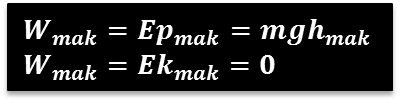 W_mak = Ep_mak = mgh_mak
W_mak = Ek_mak = 0